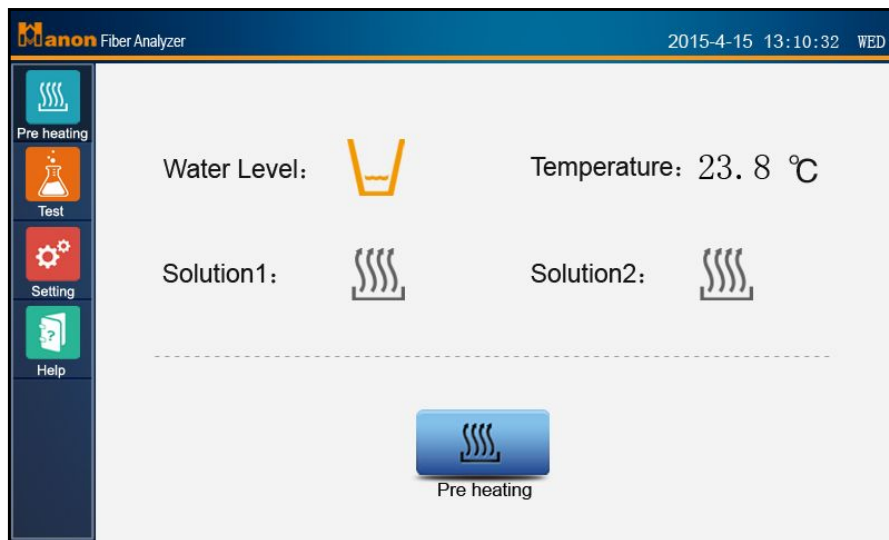 Hanon Fiber Analyzer
2015-4-15 13:10:32 WED
Pre heating
Test
Setting
?
Help
Water Level:
Temperature: 23.8 ℃
Solution1:
Solution2:
Pre heating